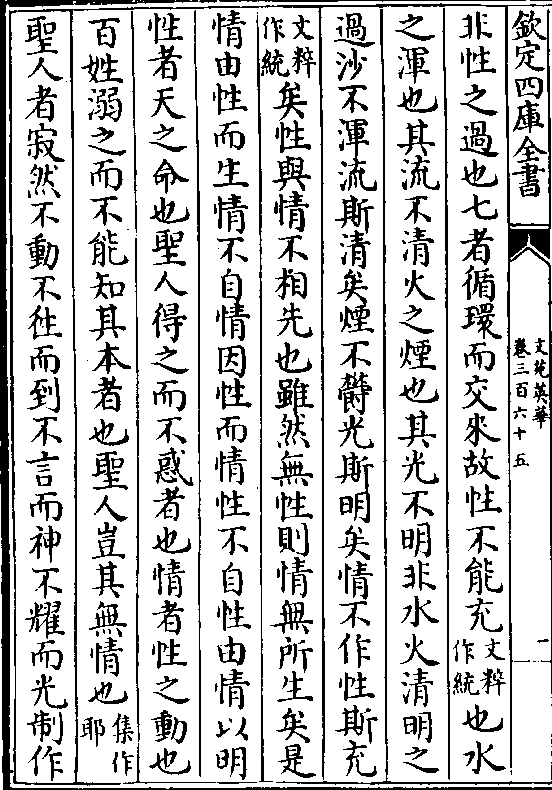 欽定四庫全書
文苑英華
卷三百六十五
一
非性之過也七者循環而交來故性不能充文粹作統也水
之渾也其流不清火之煙也其光不明非水火清明之
過沙不渾流斯清矣煙不鬱光斯明矣情不作性斯充
文粹作統矣性與情不相先也雖然無性則情無所生矣是
情由性而生情不自情因性而情性不自性由情以明
性者天之命也聖人得之而不惑者也情者性之動也
百姓溺之而不能知其本者也聖人豈其無情也集作耶
聖人者寂然不動不徃而到不言而神不耀而光制作